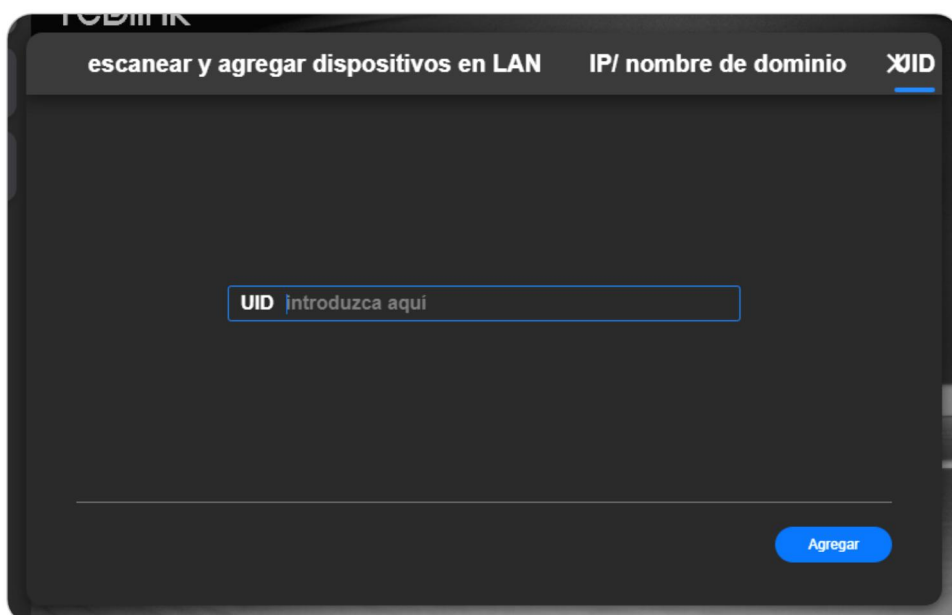 escanear y agregar dispositivos en LAN IP/ nombre de dominio UID
UID introduzca aquí
Agregar